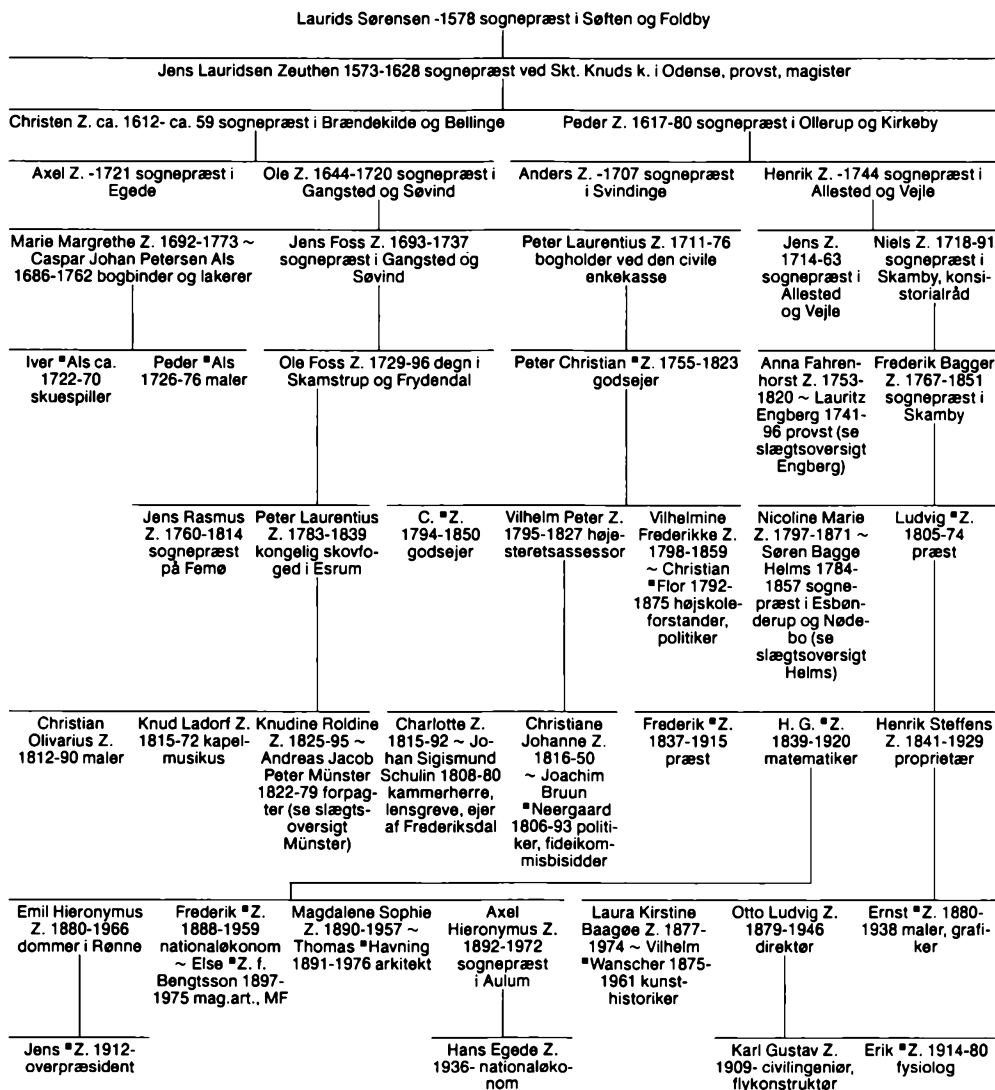 Laurids Sørensen -1578 sognepræst i Søften og Foldby
Jens Lauridsen Zeuthen 1573-1628 sognepræst ved Skt. Knuds k. i Odense, provst, magister
Christen Z. ca. 1612- ca. 59 sognepræst i Brændekilde og Bellinge
Peder Z. 1617-80 sognepræst i Ollerup og Kirkeby
Axel Z. -1721 sognepræst i
Egede
Ole Z. 1644-1720 sognepræst i
Gangsted og Søvind
Anders Z. -1707 sognepræst
i Svindinge
Henrik Z. -1744 sognepræst i
Allested og Vejle
Marie Margrethe Z. 1692-1773 ~
Caspar Johan Petersen Als
1686-1762 bogbinder og lakerer
Jens Foss Z. 1693-1737
sognepræst i Gangsted og
Søvind
Peter Laurentius Z. 1711-76
bogholder ved den civile
enkekasse
Jens Z.
1714-63
sognepræst i
Allested
og Vejle
Niels Z. 1718-91
sognepræst i
Skamby, konsi-
storialråd
Iver ■Als ca.
1722-70
skuespiller
Peder ■Als
1726-76 maler
Ole Foss Z. 1729-96 degn i
Skamstrup og Frydendal
Peter Christian ■Z. 1755-1823
godsejer
Anna Fahren-
horst Z. 1753-
1820 ~ Lauritz
Engberg 1741-
96 provst (se
slægtsoversigt
Engberg)
Frederik Bagger
Z. 1767-1851
sognepræst i
Skamby
Jens Rasmus
Z. 1760-1814
sognepræst
på Femø
Peter Laurentius
Z. 1783-1839
kongelig skovfo-
ged i Esrum
C. ■Z.
1794-1850
godsejer
Vilhelm Peter Z.
1795-1827 høje-
steretsassessor
Vilhelmine
Frederikke Z.
1798-1859
~ Christian
■Flor 1792-
1875 højskole-
forstander,
politiker
Nicoline Marie
Z. 1797-1871 ~
Søren Bagge
Helms 1784-
1857 sogne-
præst i Esbøn-
derup og Nøde-
bo (se
slægtsoversigt
Helms)
Ludvig ■Z.
1805-74
præst
Christian
Olivarius Z.
1812-90 maler
Knud Ladorf Z.
1815-72 kapel-
musikus
Knudine Roldine
Z. 1825-95 ~
Andreas Jacob
Peter Münster
1822-79 forpag-
ter (se slægts-
oversigt
Münster)
Charlotte Z.
1815-92 ~ Jo-
han Sigismund
Schulin 1808-80
kammerherre,
lensgreve, ejer
af Frederiksdal
Christiane
Johanne Z.
1816-50
~ Joachim
Bruun
■Neergaard
1806-93 politi-
ker, fideikom-
misbisidder
Frederik ■Z.
1837-1915
præst
H. G. ■Z.
1839-1920
matematiker
Henrik Steffens
Z. 1841-1929
proprietær
Emil Hieronymus
Z. 1880-1966
dommer i Rønne
Frederik ■Z.
1888-1959
nationaløkonom
~ Else ■Z. f.
Bengtsson 1897-
1975 mag.art., MF
Magdalene Sophie
Z. 1890-1957 ~
Thomas ■Havning
1891-1976 arkitekt
Axel
Hieronymus Z.
1892-1972
sognepræst
i Aulum
Laura Kirstine
Baagøe Z. 1877-
1974 ~ Vilhelm
■Wanscher 1875-
1961 kunst-
historiker
Otto Ludvig Z.
1879-1946
direktør
Ernst ■Z. 1880-
1938 maler, grafi-
ker
Jens ■Z. 1912-
overpræsident
Hans Egede Z.
1936- nationaløko-
nom
Karl Gustav Z.
1909- civilingeniør,
flykonstruktør
Erik ■Z. 1914-80
fysiolog